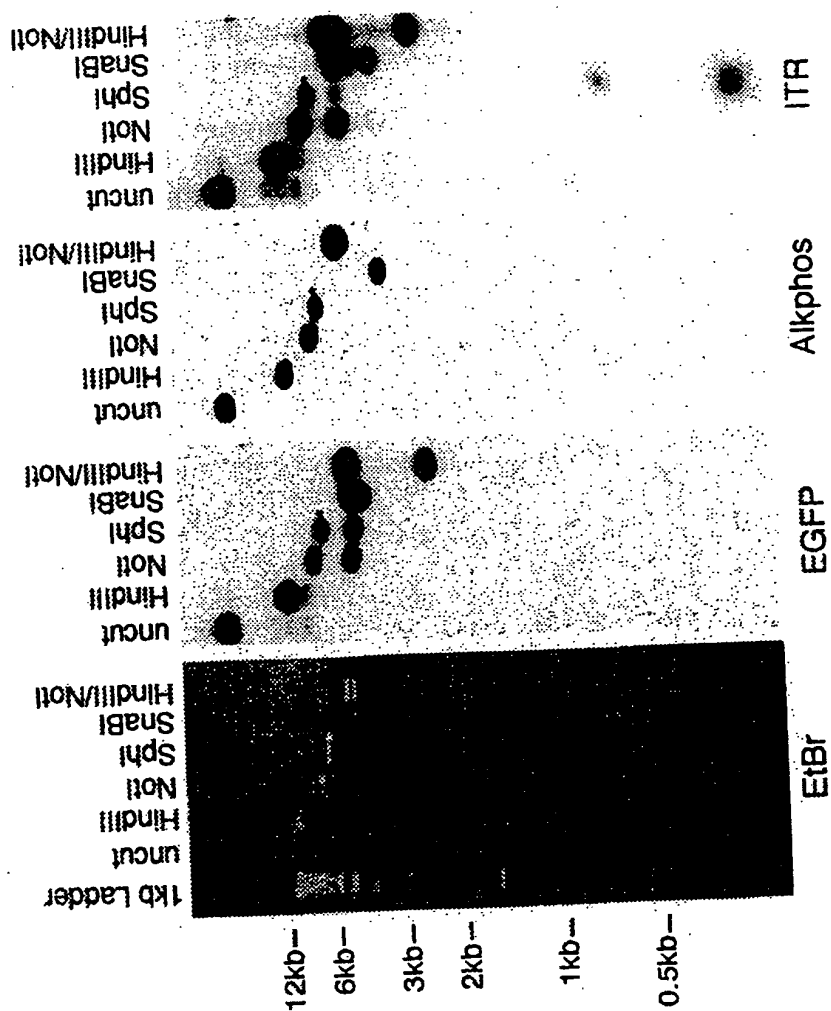 HindIII/NotI
SnaBI
SphI
NotI
HindIII
uncut
ITR
HindIII/NotI
SnaBI
SphI
NotI
HindIII
uncut
Alkphos
HindIII/NotI
SnaBI
SphI
NotI
HindIII
uncut
EGFP
HindIII/NotI
SnaBI
SphI
NotI
HindIII
uncut
1kb Ladder
EtBr
12kb-
6kb-
3kb-
2kb-
1kb-
0.5kb-